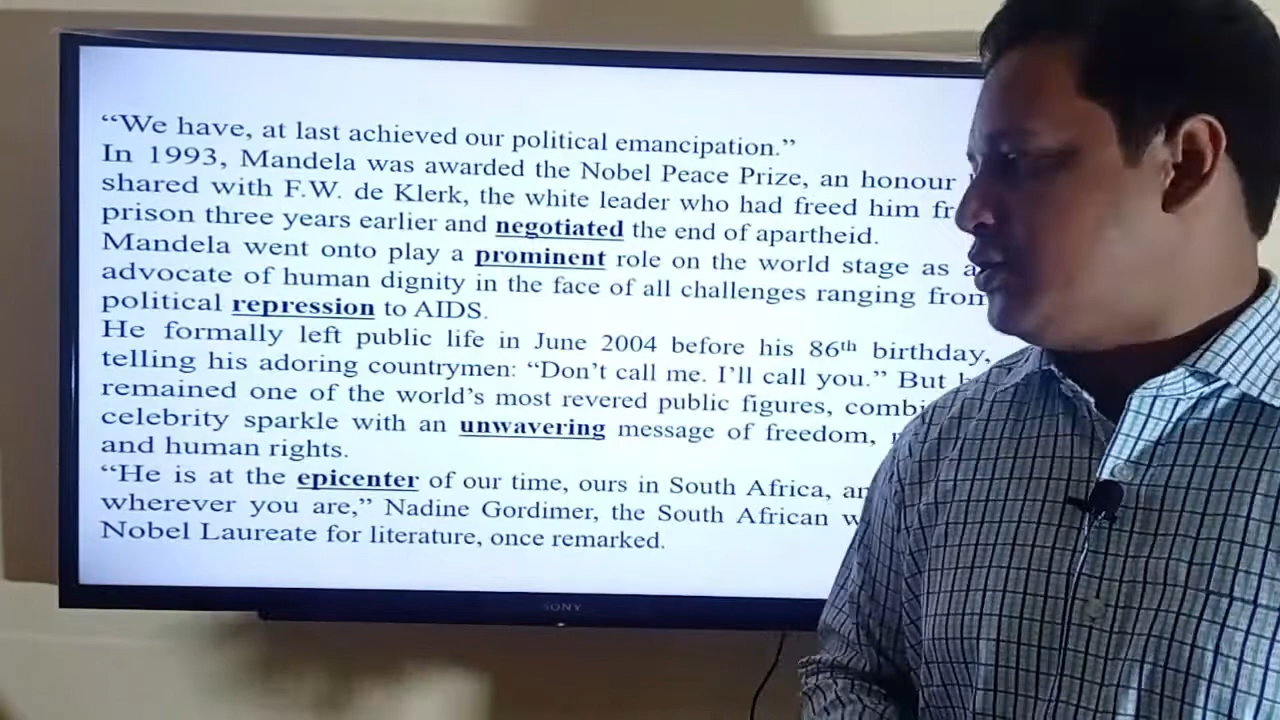 “We have, at last achieved our political emancipation.”
In 1993, Mandela was awarded the Nobel Peace Prize, an honour
shared with F.W. de Klerk, the white leader who had freed him
prison three years earlier and negotiated the end of apartheid.
Mandela went onto play a prominent role on the world stage as
advocate of human dignity in the face of all challenges ranging from
political repression to AIDS.
He formally left public life in June 2004 before his 86th birthday,
telling his adoring countrymen: “Don’t call me. I’ll call you.” But
remained one of the world’s most revered public figures,
celebrity sparkle with an unwavering message of freedom,
and human rights.
“He is at the epicenter of our time, ours in South Africa,
wherever you are,” Nadine Gordimer, the South African
Nobel Laureate for literature, once remarked.
SONY